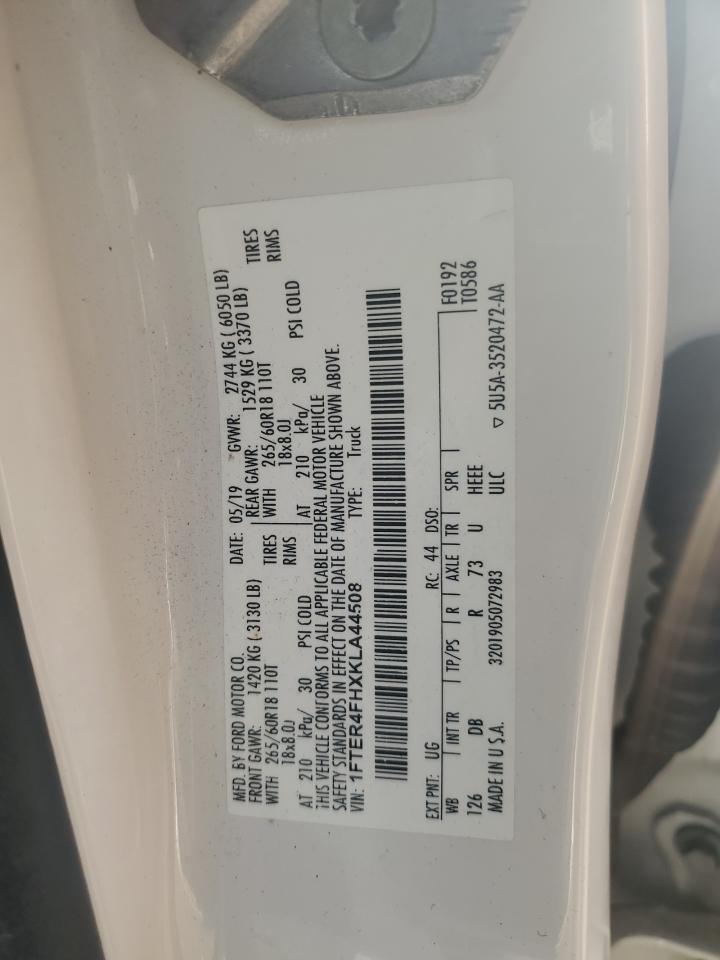 MFD. BY FORD MOTOR CO. DATE: 05/19 GVWR: 2744 KG ( 6050 LB)
FRONT GAWR: 1420 KG ( 3130 LB) REAR GAWR: 1529 KG ( 3370 LB)
WITH 265/60R18 110T TIRES WITH 265/60R18 110T TIRES
18x8.0J RIMS 18x8.0J RIMS
AT 210 kPa/ 30 PSI COLD AT 210 kPa/ 30 PSI COLD
THIS VEHICLE CONFORMS TO ALL APPLICABLE FEDERAL MOTOR VEHICLE
SAFETY STANDARDS IN EFFECT ON THE DATE OF MANUFACTURE SHOWN ABOVE.
VIN: 1FTER4FHXKLA44508 TYPE: Truck
EXT PNT: UG RC: 44 DSO: F0192
WB INT TR TP/PS R AXLE TR SPR T0586
126 DB R 73 U HEEE
MADE IN U.S.A. 3201905072983 ULC ▽ 5U5A-3520472-AA